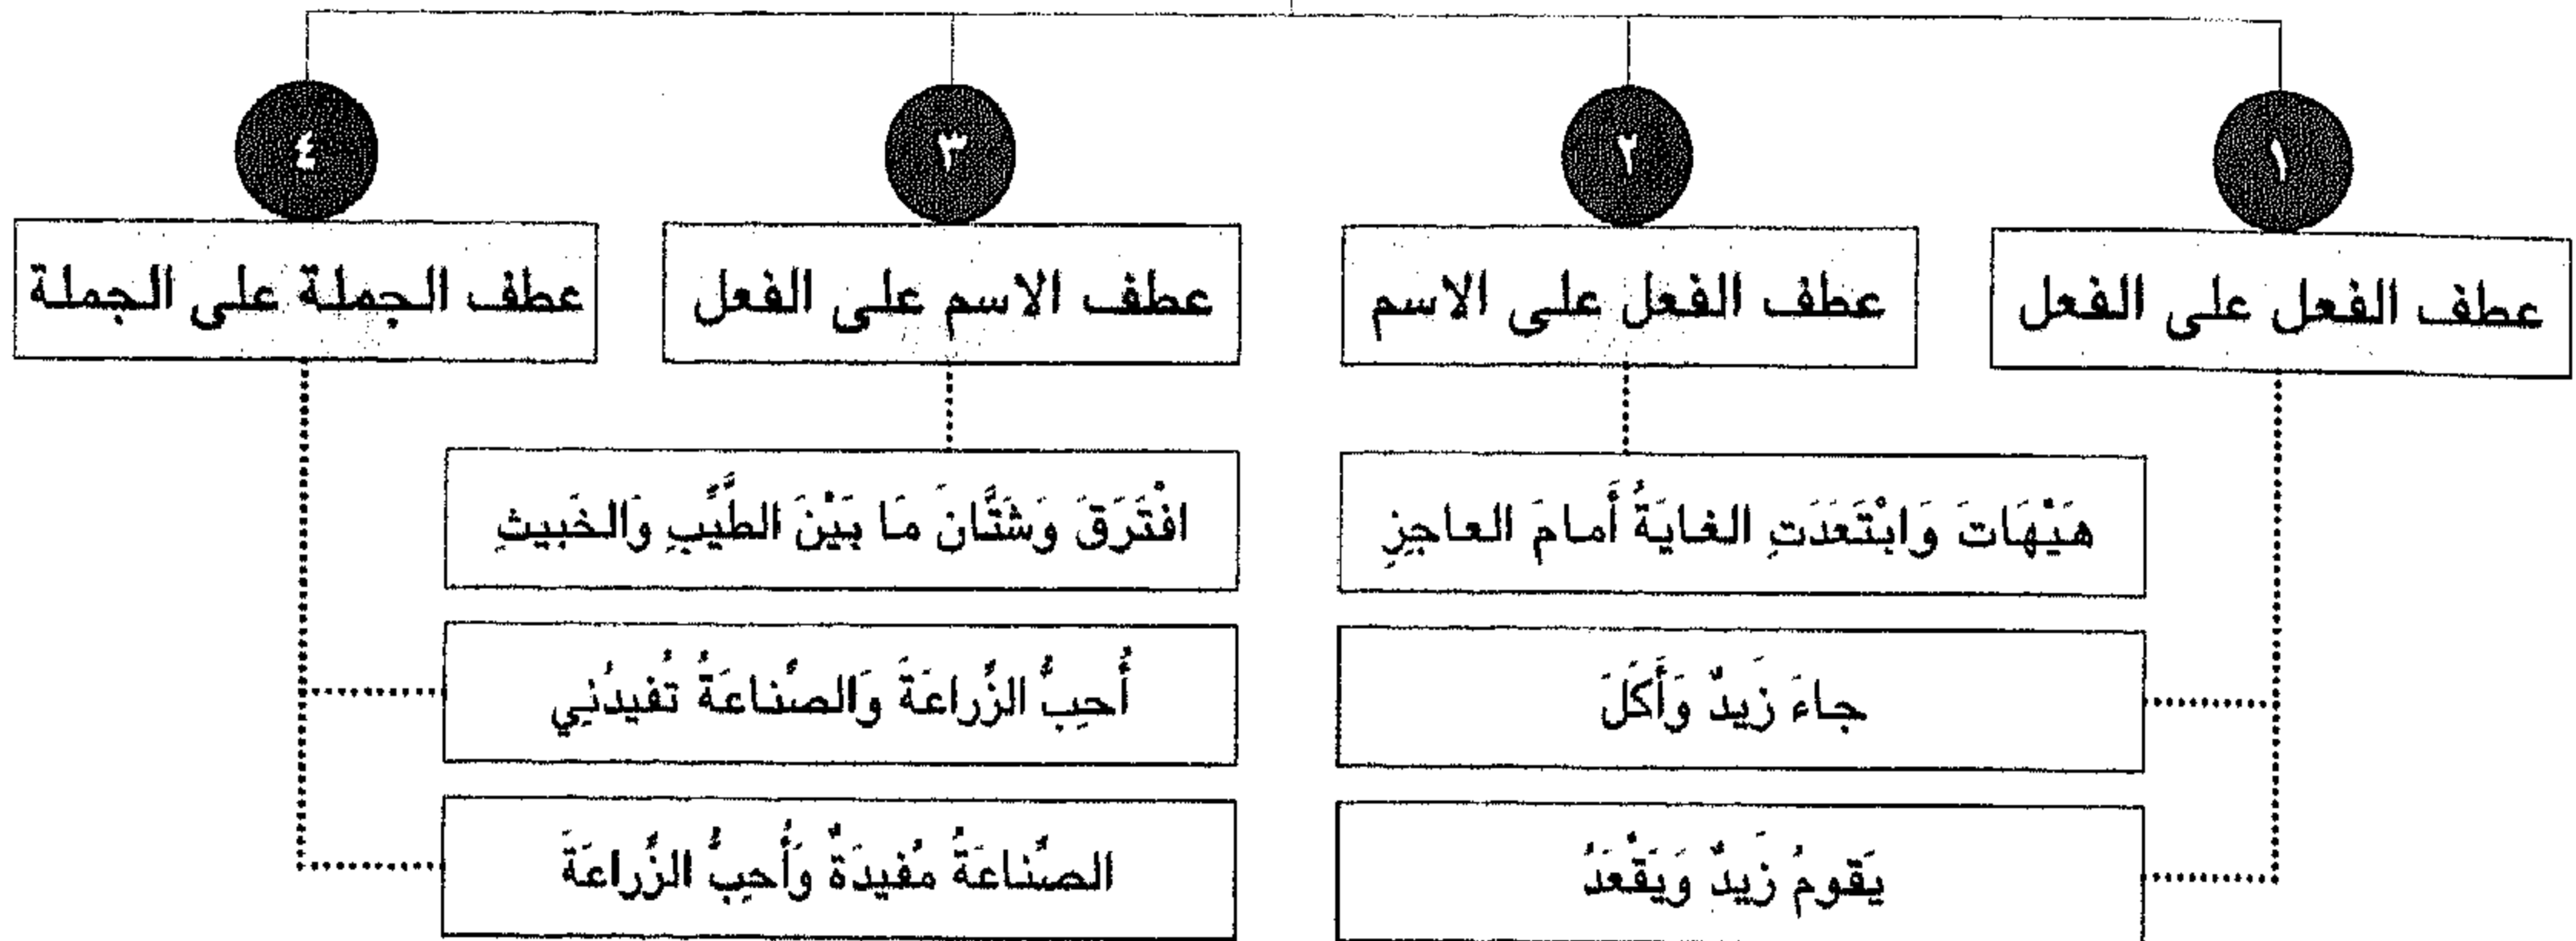 ١
٢
٣
٤
عطف الفعل على الفعل
عطف الفعل على الاسم
عطف الاسم على الفعل
عطف الجملة على الجملة
هَيْهَاتَ وَابْتَعَدَتِ الغايَةُ أَمامَ العاجِزِ
افْتَرَقَ وَشَتَّانَ مَا بَيْنَ الطَّيِّبِ وَالخَبيثِ
جاءَ زَيدٌ وَأَكَلَ
أُحِبُّ الزِّراعَةَ وَالصِّناعَةُ تُفيدُنِي
يَقومُ زَيدٌ وَيَقْعَدُ
الصِّناعَةُ مُفيدَةٌ وَأُحِبُّ الزِّراعَةَ